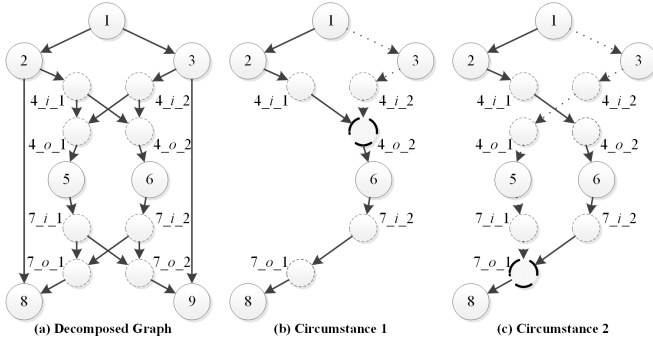 1
2
3
4_i_1
4_i_2
4_o_1
4_o_2
5
6
7_i_1
7_i_2
7_o_1
7_o_2
8
9
(a) Decomposed Graph
1
2
3
4_i_1
4_i_2
4_o_2
6
7_i_2
7_o_1
8
(b) Circumstance 1
1
2
3
4_i_1
4_i_2
4_o_1
4_o_2
5
6
7_i_1
7_i_2
7_o_1
8
(c) Circumstance 2